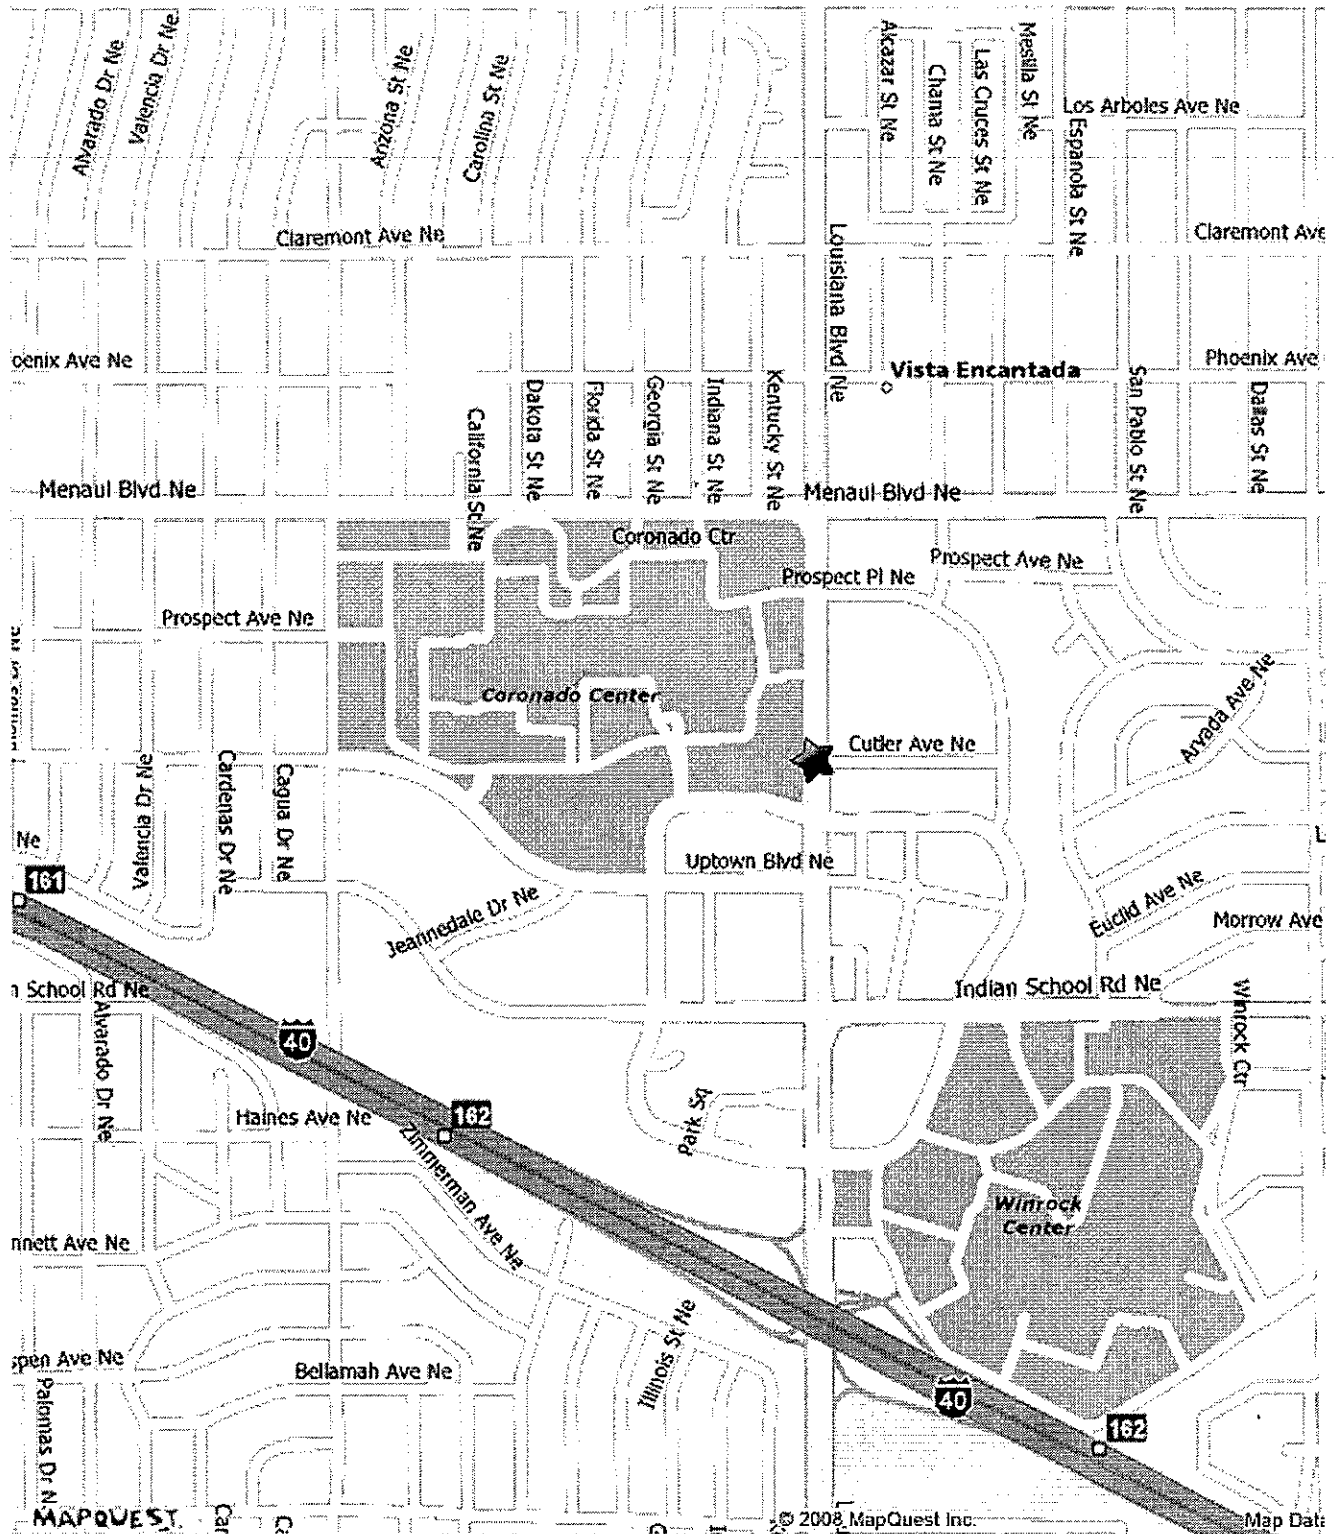 Alvarado Dr Ne
Valencia Dr Ne
Arizona St Ne
Carolina St Ne
Alcazar St Ne
Chama St Ne
Las Cruces St Ne
Mesilla St Ne
Los Arboles Ave Ne
Espanola St Ne
Claremont Ave Ne
Louisiana Blvd Ne
Claremont Ave
oenix Ave Ne
Vista Encantada
Phoenix Ave
California St Ne
Dakota St Ne
Florida St Ne
Georgia St Ne
Indiana St Ne
Kentucky St Ne
San Pablo St Ne
Dallas St Ne
Menaul Blvd Ne
Menaul Blvd Ne
Coronado Ctr
Prospect Ave Ne
Prospect Pl Ne
Prospect Ave Ne
Coronado Center
Arvada Ave Ne
Cutler Ave Ne
Valencia Dr Ne
Cardenas Dr Ne
Cagua Dr Ne
Ne
L
Uptown Blvd Ne
161
Jeannedale Dr Ne
Euclid Ave Ne
Morrow Ave
n School Rd Ne
Indian School Rd Ne
Winrock Ctr
Alvarado Dr Ne
40
Haines Ave Ne
162
Park Sq
Zimmerman Ave Ne
Winrock
Center
nnett Ave Ne
Illinois St Ne
spen Ave Ne
Bellamah Ave Ne
Palomas Dr N
40
162
MAPQUEST
Car
Ca
© 2008 MapQuest Inc.
Map Data